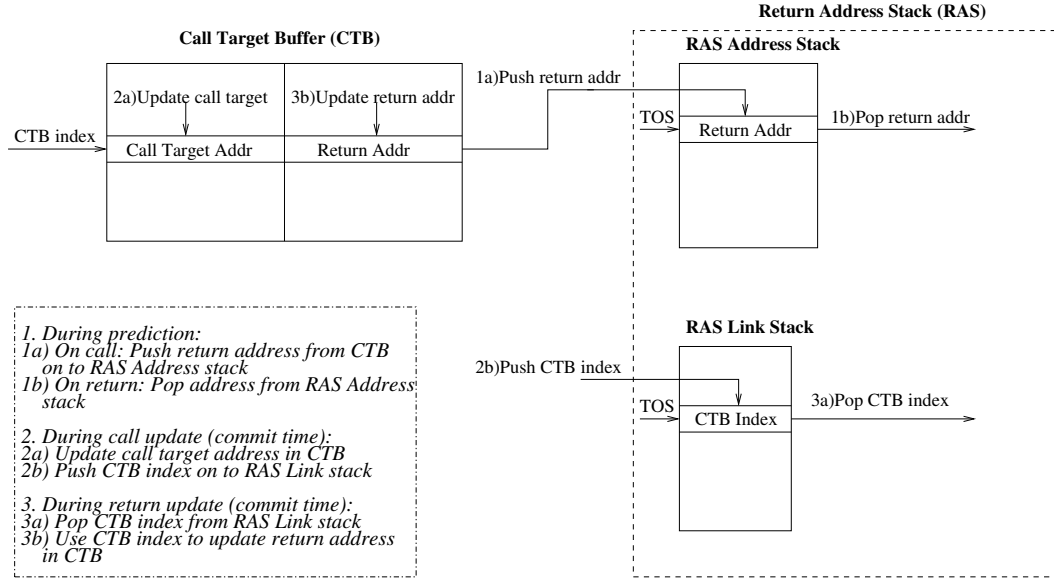 Return Address Stack (RAS)
Call Target Buffer (CTB)
RAS Address Stack
1a)Push return addr
2a)Update call target
3b)Update return addr
TOS
1b)Pop return addr
CTB index
Call Target Addr
Return Addr
Return Addr
1. During prediction:
1a) On call: Push return address from CTB
on to RAS Address stack
1b) On return: Pop address from RAS Address
stack
2. During call update (commit time):
2a) Update call target address in CTB
2b) Push CTB index on to RAS Link stack
3. During return update (commit time):
3a) Pop CTB index from RAS Link stack
3b) Use CTB index to update return address
in CTB
RAS Link Stack
2b)Push CTB index
TOS
3a)Pop CTB index
CTB Index